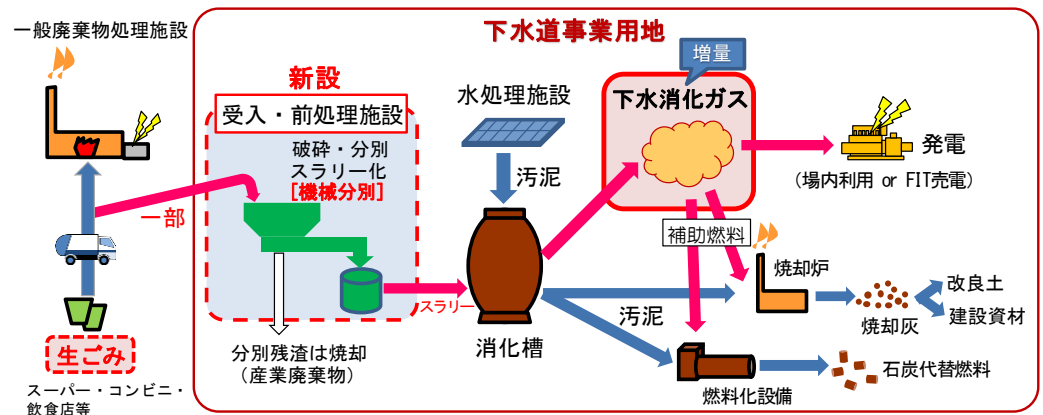 一般廃棄物処理施設
下水道事業用地
増量
新設
受入・前処理施設
破砕・分別
スラリー化
[機械分別]
水処理施設
汚泥
下水消化ガス
発電
(場内利用 or FIT売電)
一部
補助燃料
焼却炉
改良土
建設資材
焼却灰
スラリー
汚泥
消化槽
生ごみ
スーパー・コンビニ・
飲食店等
分別残渣は焼却
(産業廃棄物)
燃料化設備
石炭代替燃料